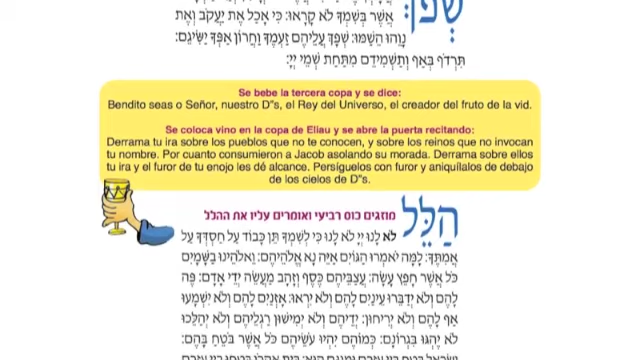 שְׁפֹךְ
אֲשֶׁר בְּשִׁמְךָ לֹא קָרָאוּ: כִּי אָכַל אֶת יַעֲקֹב וְאֶת
נָוֵהוּ הֵשַׁמּוּ: שְׁפָךְ עֲלֵיהֶם זַעְמֶךָ וַחֲרוֹן אַפְּךָ יַשִּׂיגֵם:
תִּרְדֹּף בְּאַף וְתַשְׁמִידֵם מִתַּחַת שְׁמֵי יְיָ:
Se bebe la tercera copa y se dice:
Bendito seas o Señor, nuestro D"s, el Rey del Universo, el creador del fruto de la vid.
Se coloca vino en la copa de Eliau y se abre la puerta recitando:
Derrama tu ira sobre los pueblos que no te conocen, y sobre los reinos que no invocan
tu nombre. Por cuanto consumieron a Jacob asolando su morada. Derrama sobre ellos
tu ira y el furor de tu enojo les dé alcance. Persíguelos con furor y aniquílalos de debajo
de los cielos de D"s.
הַלֵּל
מוזגים כוס רביעי ואומרים עליו את ההלל
לֹא לָנוּ יְיָ לֹא לָנוּ כִּי לְשִׁמְךָ תֵּן כָּבוֹד עַל חַסְדְּךָ עַל
אֲמִתֶּךָ: לָמָּה יֹאמְרוּ הַגּוֹיִם אַיֵּה נָא אֱלֹהֵיהֶם: וֵאלֹהֵינוּ בַשָּׁמָיִם
כֹּל אֲשֶׁר חָפֵץ עָשָׂה: עֲצַבֵּיהֶם כֶּסֶף וְזָהָב מַעֲשֵׂה יְדֵי אָדָם: פֶּה
לָהֶם וְלֹא יְדַבֵּרוּ עֵינַיִם לָהֶם וְלֹא יִרְאוּ: אָזְנַיִם לָהֶם וְלֹא יִשְׁמָעוּ
אַף לָהֶם וְלֹא יְרִיחוּן: יְדֵיהֶם וְלֹא יְמִישׁוּן רַגְלֵיהֶם וְלֹא יְהַלֵּכוּ
לֹא יֶהְגּוּ בִּגְרוֹנָם: כְּמוֹהֶם יִהְיוּ עֹשֵׂיהֶם כֹּל אֲשֶׁר בֹּטֵחַ בָּהֶם: